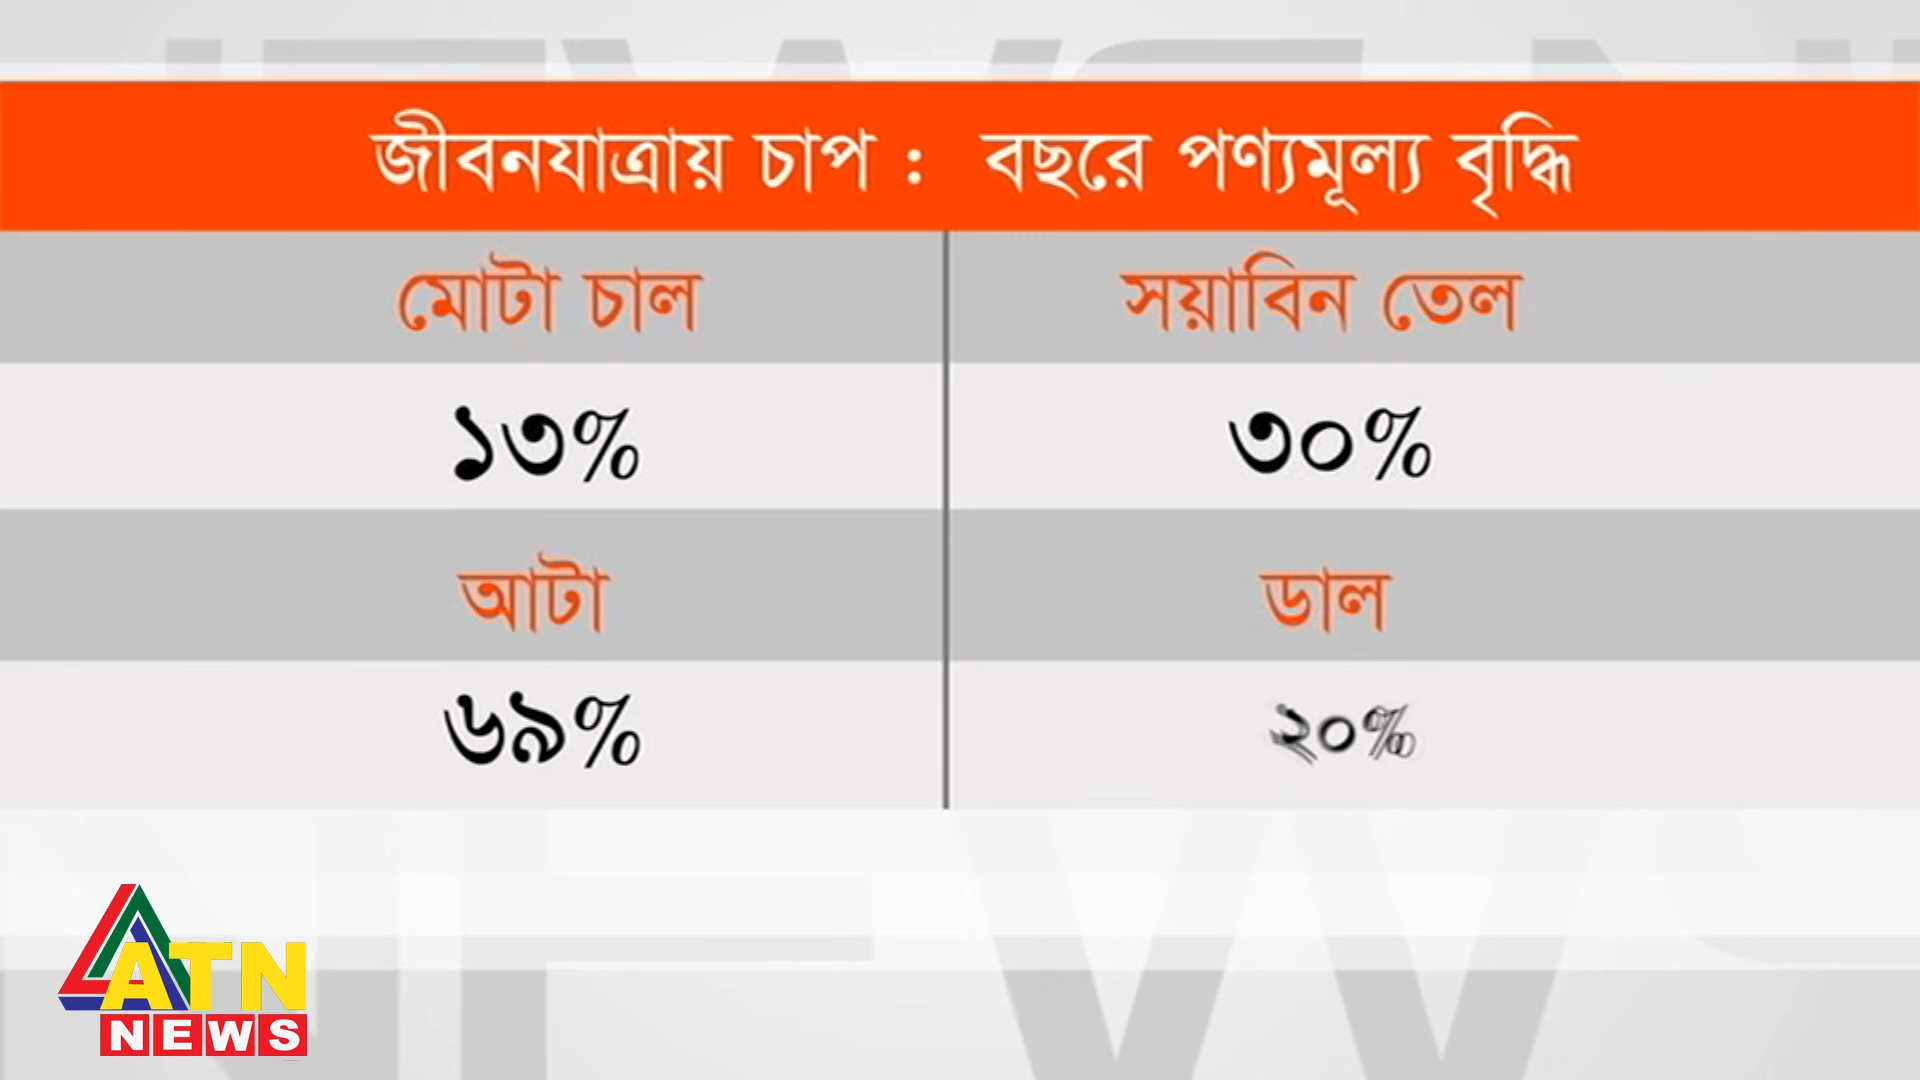 জীবনযাত্রায় চাপ : বছরে পণ্যমূল্য বৃদ্ধি
মোটা চাল
সয়াবিন তেল
১৩%
৩০%
আটা
ডাল
৬৯%
২০%
ATN
NEWS